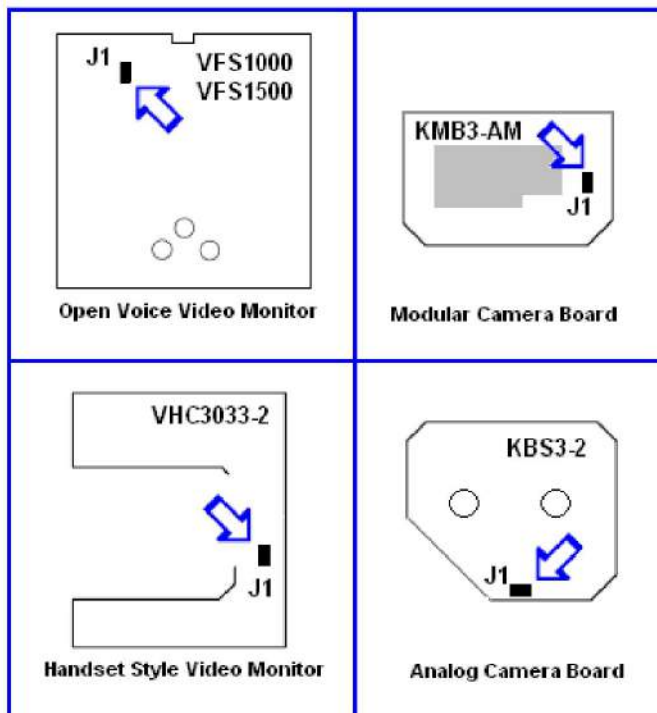 J1
VFS1000
VFS1500
Open Voice Video Monitor
KMB3-AM
J1
Modular Camera Board
VHC3033-2
J1
Handset Style Video Monitor
KBS3-2
J1
Analog Camera Board